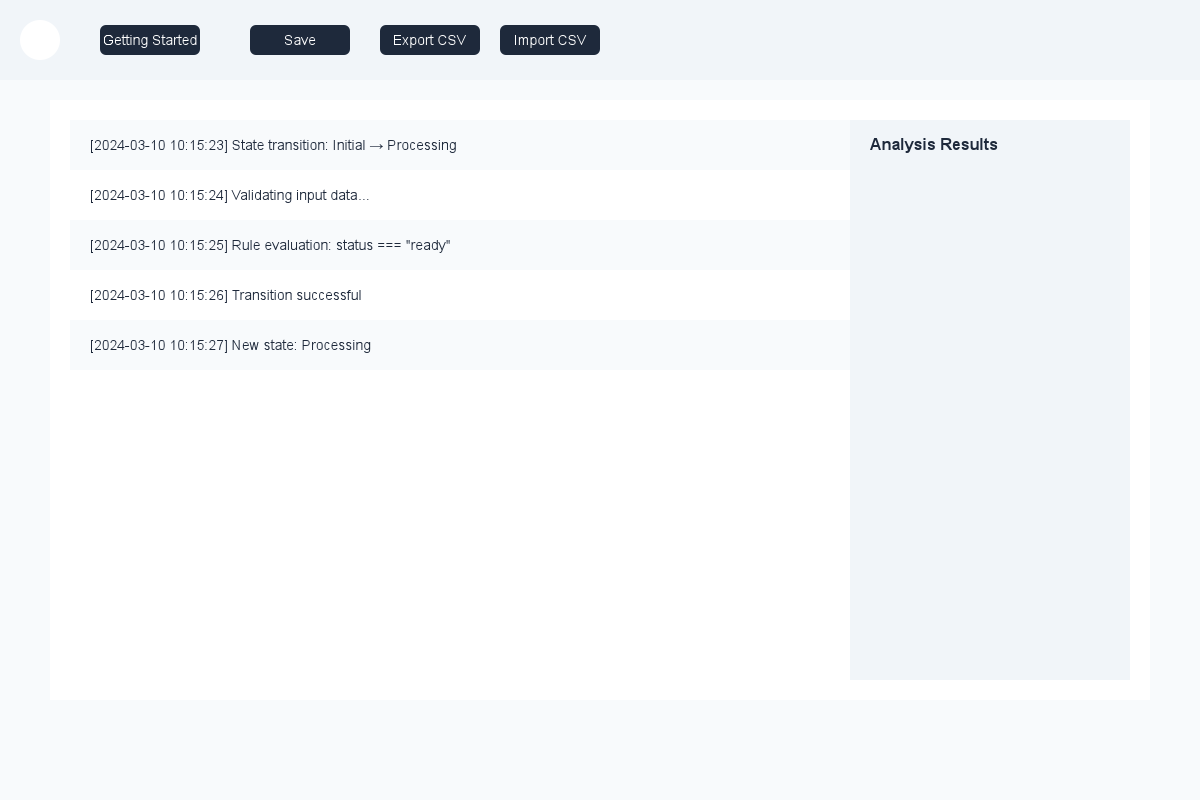 Getting Started
Save
Export CSV
Import CSV
[2024-03-10 10:15:23] State transition: Initial → Processing
[2024-03-10 10:15:24] Validating input data...
[2024-03-10 10:15:25] Rule evaluation: status === "ready"
[2024-03-10 10:15:26] Transition successful
[2024-03-10 10:15:27] New state: Processing
Analysis Results